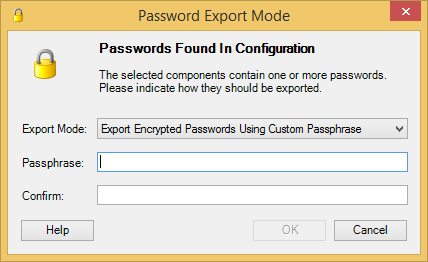 Password Export Mode
Passwords Found In Configuration
The selected components contain one or more passwords.
Please indicate how they should be exported.
Export Mode: Export Encrypted Passwords Using Custom Passphrase
Passphrase:
Confirm:
Help OK Cancel